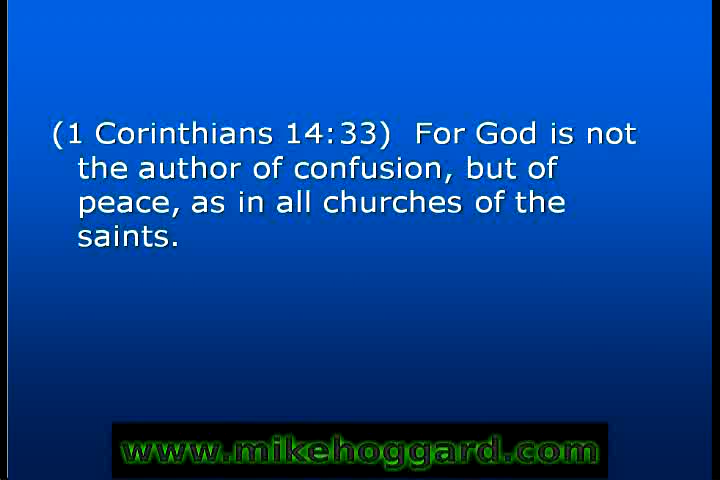 (1 Corinthians 14:33)  For God is not
the author of confusion, but of
peace, as in all churches of the
saints.
www.mikehoggard.com